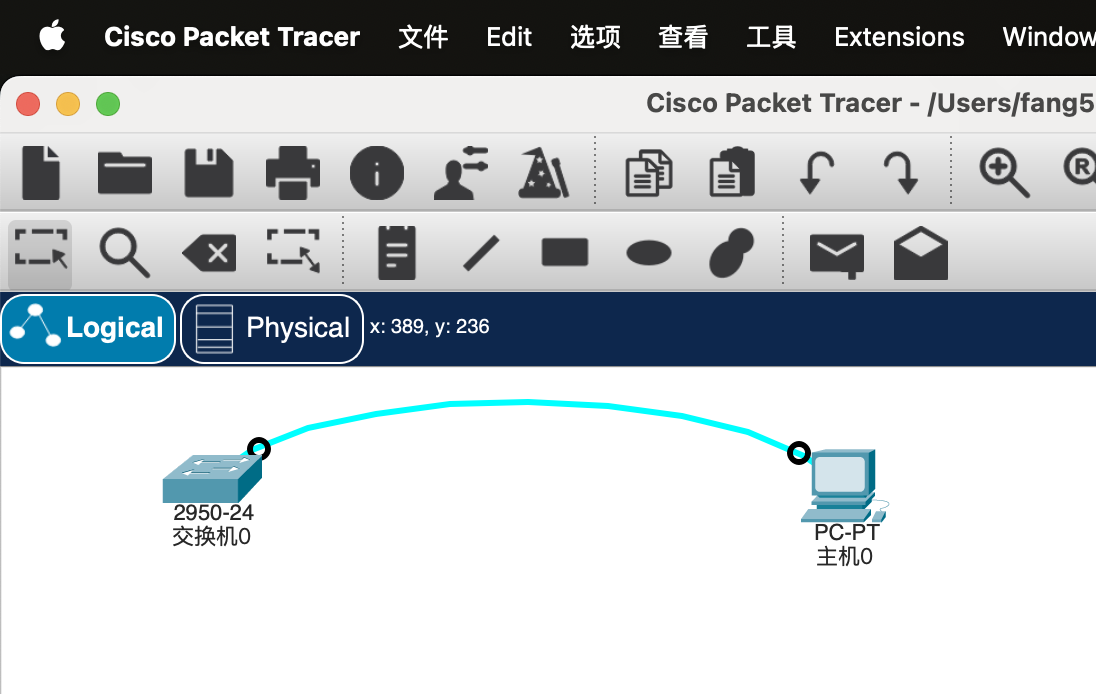 Cisco Packet Tracer 文件 Edit 选项 查看 工具 Extensions Window
Cisco Packet Tracer - /Users/fang5
Logical Physical x: 389, y: 236
2950-24
交换机0
PC-PT
主机0